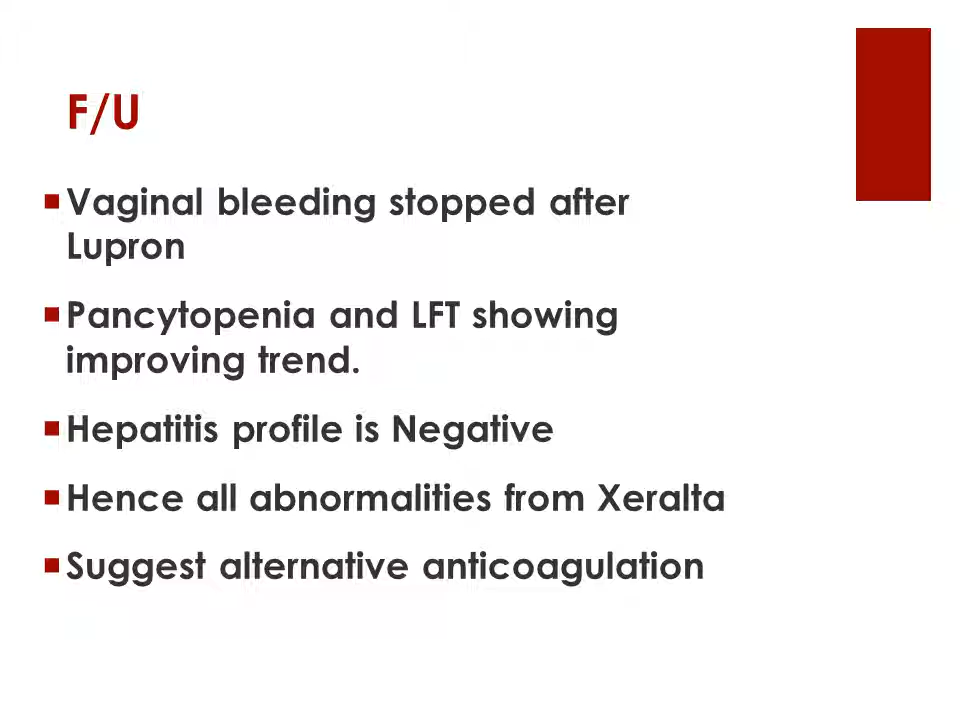 F/U
Vaginal bleeding stopped after
Lupron
Pancytopenia and LFT showing
improving trend.
Hepatitis profile is Negative
Hence all abnormalities from Xeralta
Suggest alternative anticoagulation